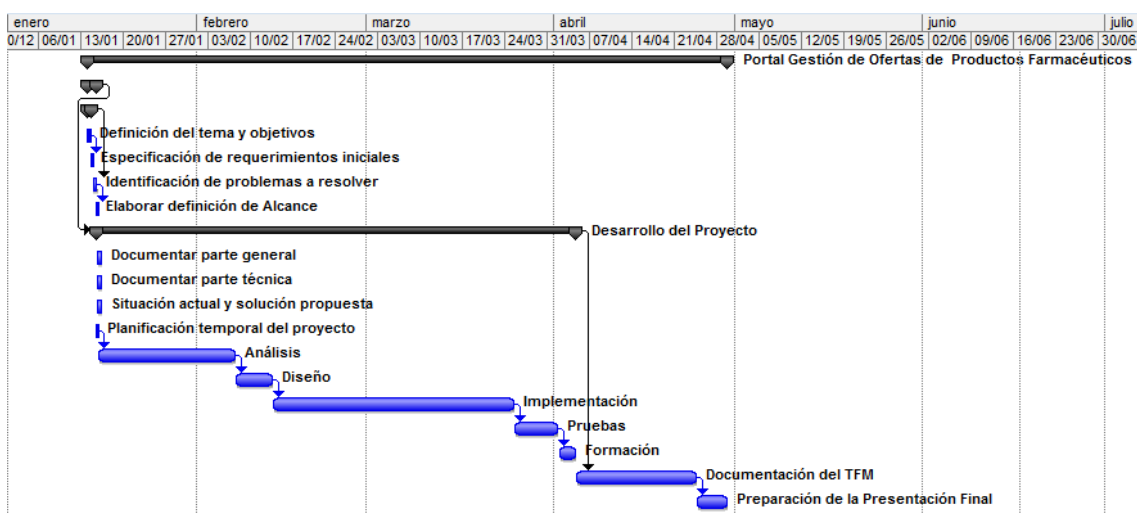 enero febrero marzo abril mayo junio julio
0/12 06/01 13/01 20/01 27/01 03/02 10/02 17/02 24/02 03/03 10/03 17/03 24/03 31/03 07/04 14/04 21/04 28/04 05/05 12/05 19/05 26/05 02/06 09/06 16/06 23/06 30/06
Portal Gestión de Ofertas de Productos Farmacéuticos
Definición del tema y objetivos
Especificación de requerimientos iniciales
Identificación de problemas a resolver
Elaborar definición de Alcance
Desarrollo del Proyecto
Documentar parte general
Documentar parte técnica
Situación actual y solución propuesta
Planificación temporal del proyecto
Análisis
Diseño
Implementación
Pruebas
Formación
Documentación del TFM
Preparación de la Presentación Final